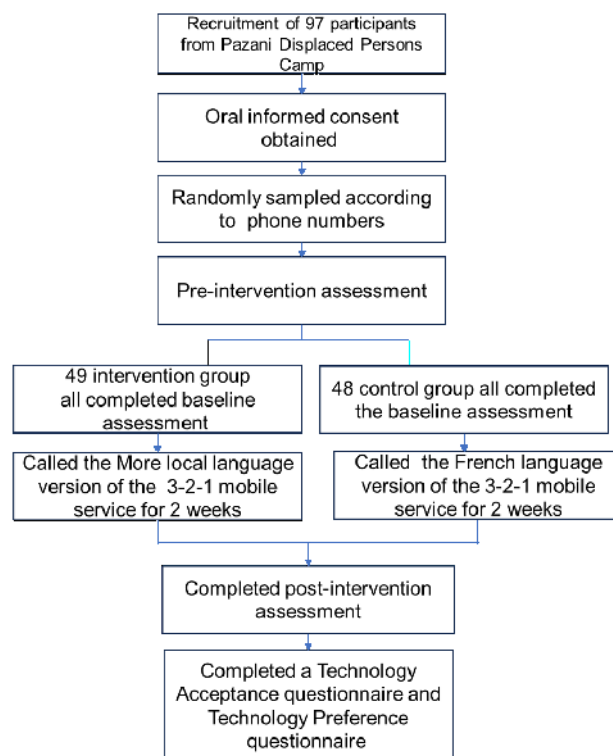 Recruitment of 97 participants
from Pazani Displaced Persons
Camp
Oral informed consent
obtained
Randomly sampled according
to phone numbers
Pre-intervention assessment
49 intervention group
all completed baseline
assessment
48 control group all completed
the baseline assessment
Called the More local language
version of the 3-2-1 mobile
service for 2 weeks
Called the French language
version of the 3-2-1 mobile
service for 2 weeks
Completed post-intervention
assessment
Completed a Technology
Acceptance questionnaire and
Technology Preference
questionnaire